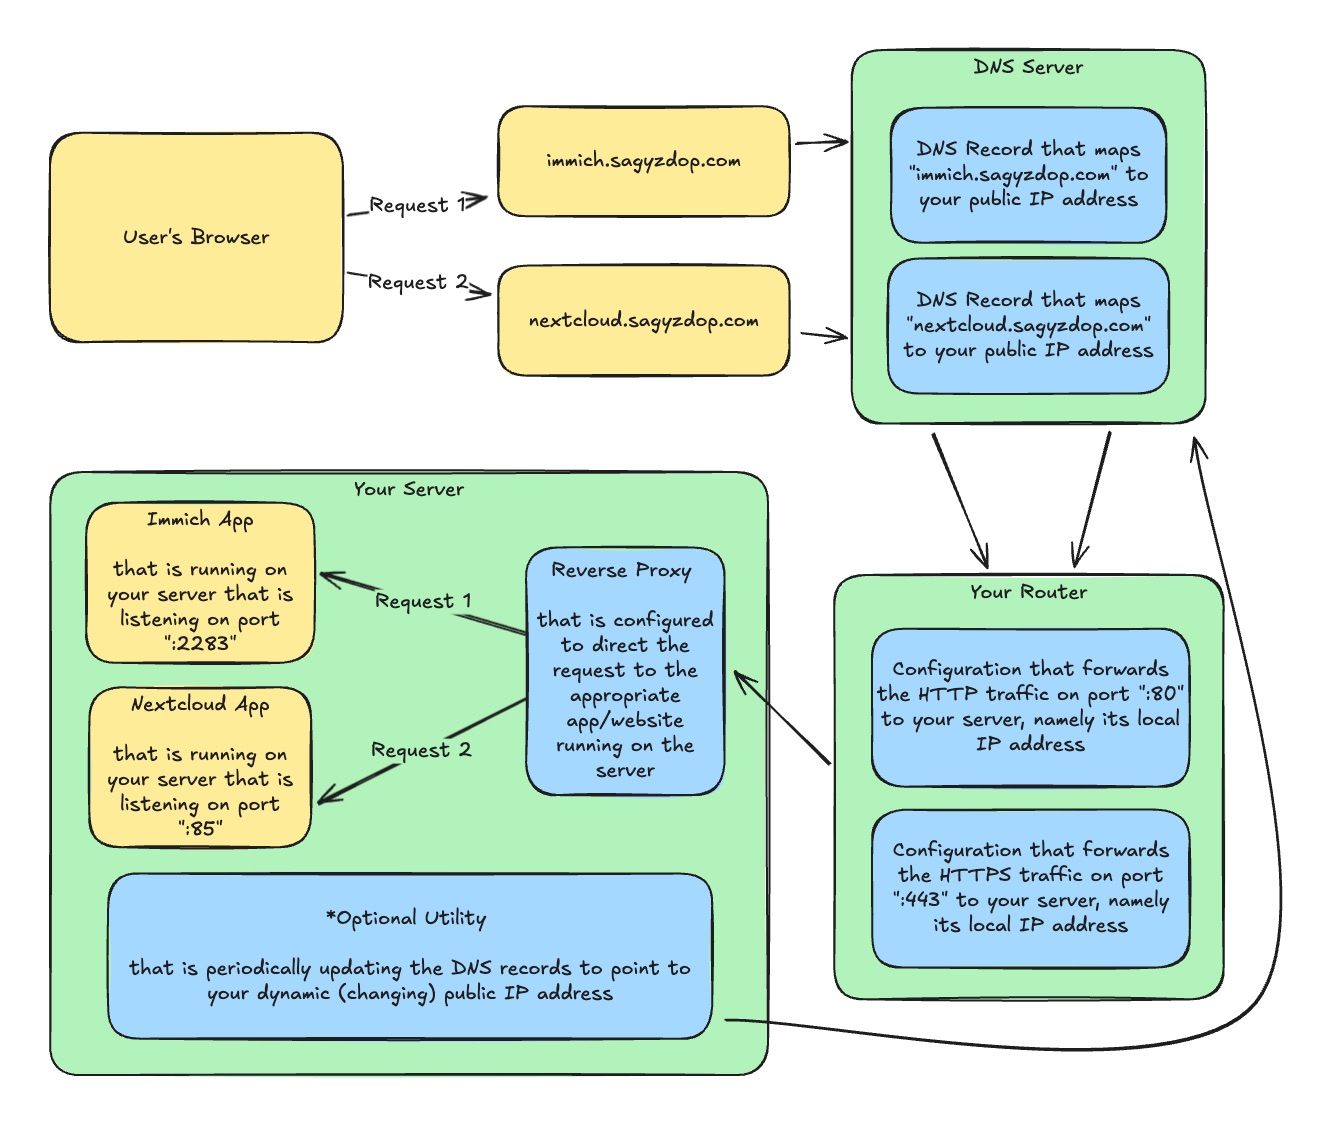 DNS Server
DNS Record that maps
"immich.sagyzdop.com" to
your public IP address
immich.sagyzdop.com
Request 1
User's Browser
Request 2
nextcloud.sagyzdop.com
DNS Record that maps
"nextcloud.sagyzdop.com"
to your public IP address
Your Server
Immich App
that is running on
your server that is
listening on port
":2283"
Request 1
Reverse Proxy
that is configured
to direct the
request to the
appropriate
app/website
running on the
server
Nextcloud App
that is running on
your server that is
listening on port
":85"
Request 2
Your Router
Configuration that forwards
the HTTP traffic on port ":80"
to your server, namely its local
IP address
Configuration that forwards
the HTTPS traffic on port
":443" to your server, namely
its local IP address
*Optional Utility
that is periodically updating the DNS records to point to
your dynamic (changing) public IP address